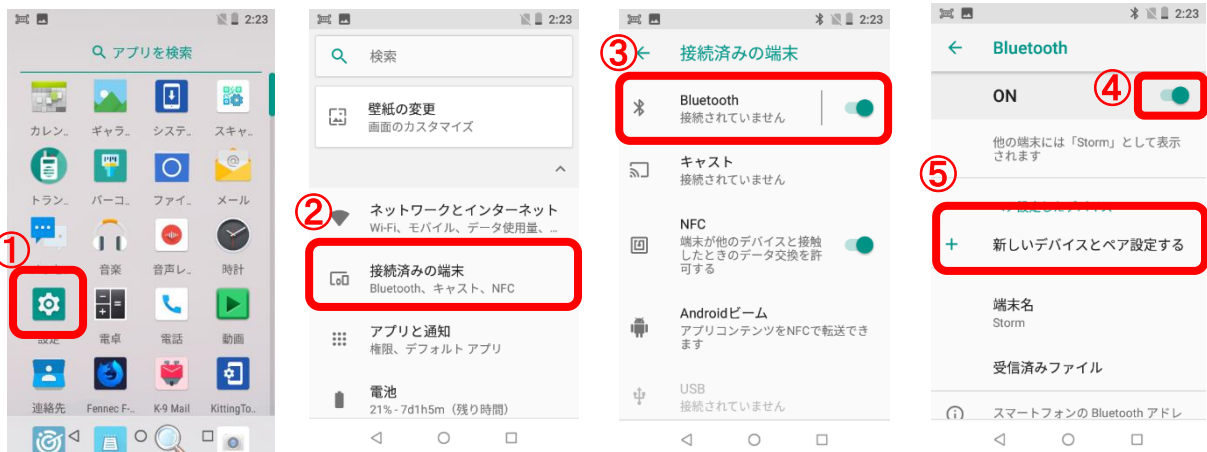 2:23
アプリを検索
カレン..
ギャラ..
システ..
スキャ..
トラン..
バーコ..
ファイ..
メール
音楽
音声レ..
時計
①
設定
電卓
電話
動画
連絡先
Fennec F-..
K-9 Mail
KittingTo..
2:23
検索
壁紙の変更
画面のカスタマイズ
②
ネットワークとインターネット
Wi-Fi、モバイル、データ使用量、...
接続済みの端末
Bluetooth、キャスト、NFC
アプリと通知
権限、デフォルト アプリ
電池
21% - 7d1h5m（残り時間）
2:23
③
接続済みの端末
Bluetooth
接続されていません
キャスト
接続されていません
NFC
端末が他のデバイスと接触
したときのデータ交換を許
可する
Androidビーム
アプリコンテンツをNFCで転送でき
ます
USB
接続されていません
2:23
Bluetooth
④
ON
他の端末には「Storm」として表示
されます
⑤
新しいデバイスとペア設定する
端末名
Storm
受信済みファイル
スマートフォンの Bluetooth アドレ